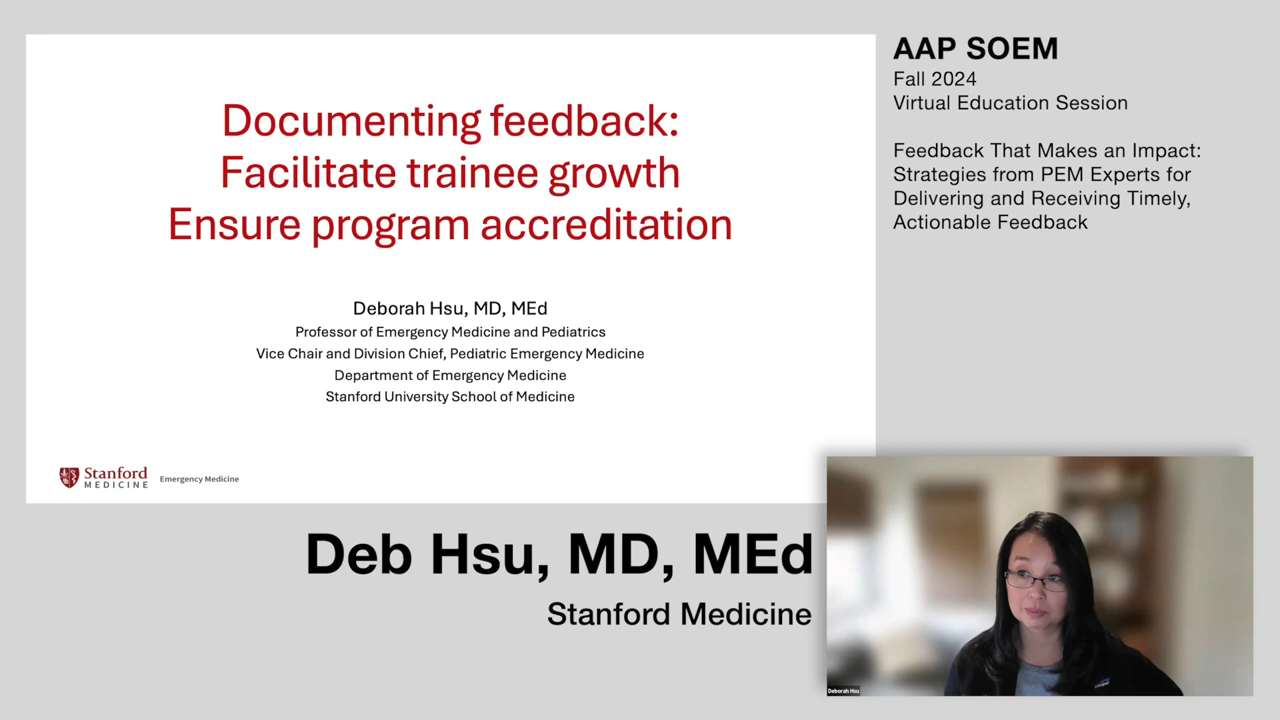 Documenting feedback:
Facilitate trainee growth
Ensure program accreditation
Deborah Hsu, MD, MEd
Professor of Emergency Medicine and Pediatrics
Vice Chair and Division Chief, Pediatric Emergency Medicine
Department of Emergency Medicine
Stanford University School of Medicine
Stanford
MEDICINE
Emergency Medicine
AAP SOEM
Fall 2024
Virtual Education Session
Feedback That Makes an Impact:
Strategies from PEM Experts for
Delivering and Receiving Timely,
Actionable Feedback
Deb Hsu, MD, MEd
Stanford Medicine
Deborah Hsu